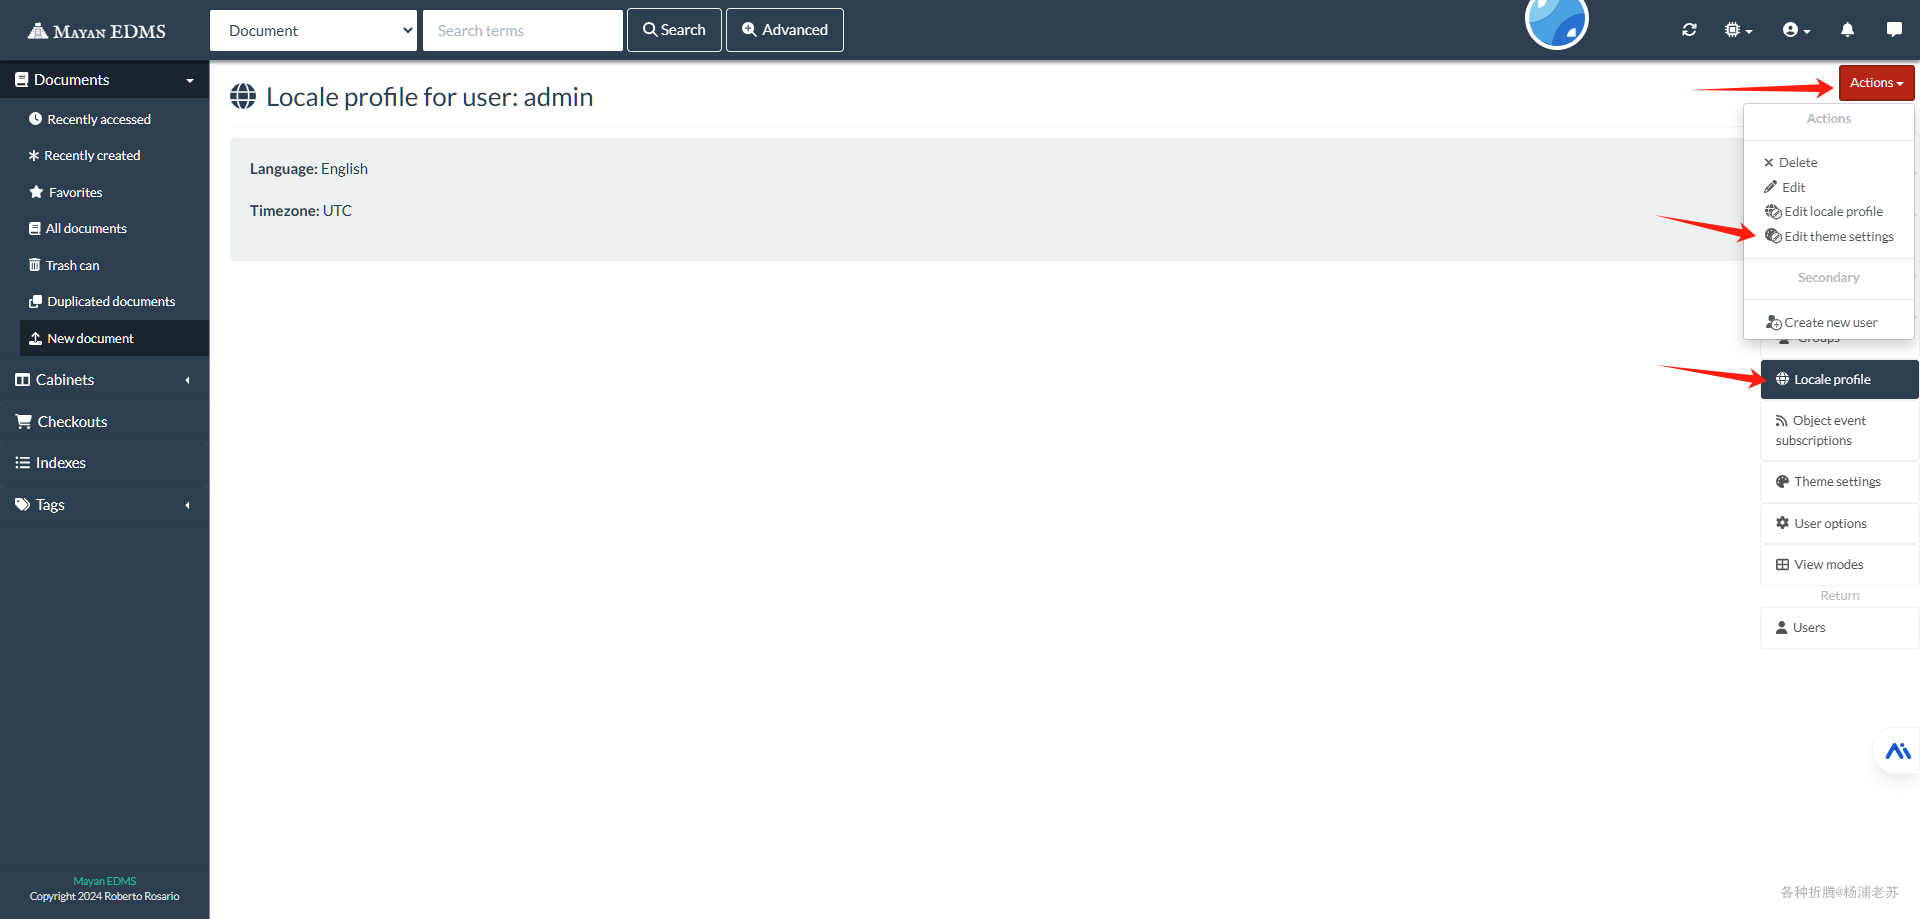 Mayan EDMS
Document
Search terms
Search
Advanced
Documents
Recently accessed
Recently created
Favorites
All documents
Trash can
Duplicated documents
New document
Cabinets
Checkouts
Indexes
Tags
Mayan EDMS
Copyright 2024 Roberto Rosario
Locale profile for user: admin
Language: English
Timezone: UTC
Actions
Actions
Delete
Edit
Edit locale profile
Edit theme settings
Secondary
Create new user
Groups
Locale profile
Object event
subscriptions
Theme settings
User options
View modes
Return
Users
各种折腾@杨浦老苏